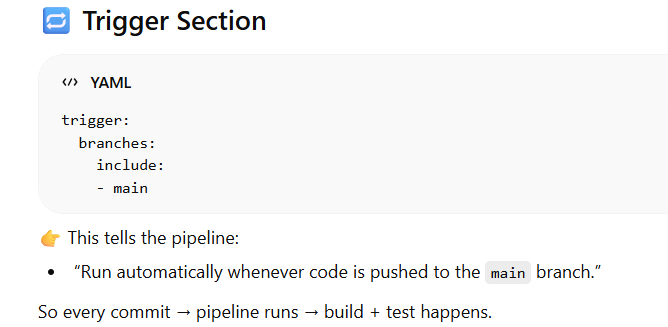 🔁 Trigger Section
</> YAML
trigger:
  branches:
    include:
    - main
👉 This tells the pipeline:
• “Run automatically whenever code is pushed to the main branch.”
So every commit → pipeline runs → build + test happens.